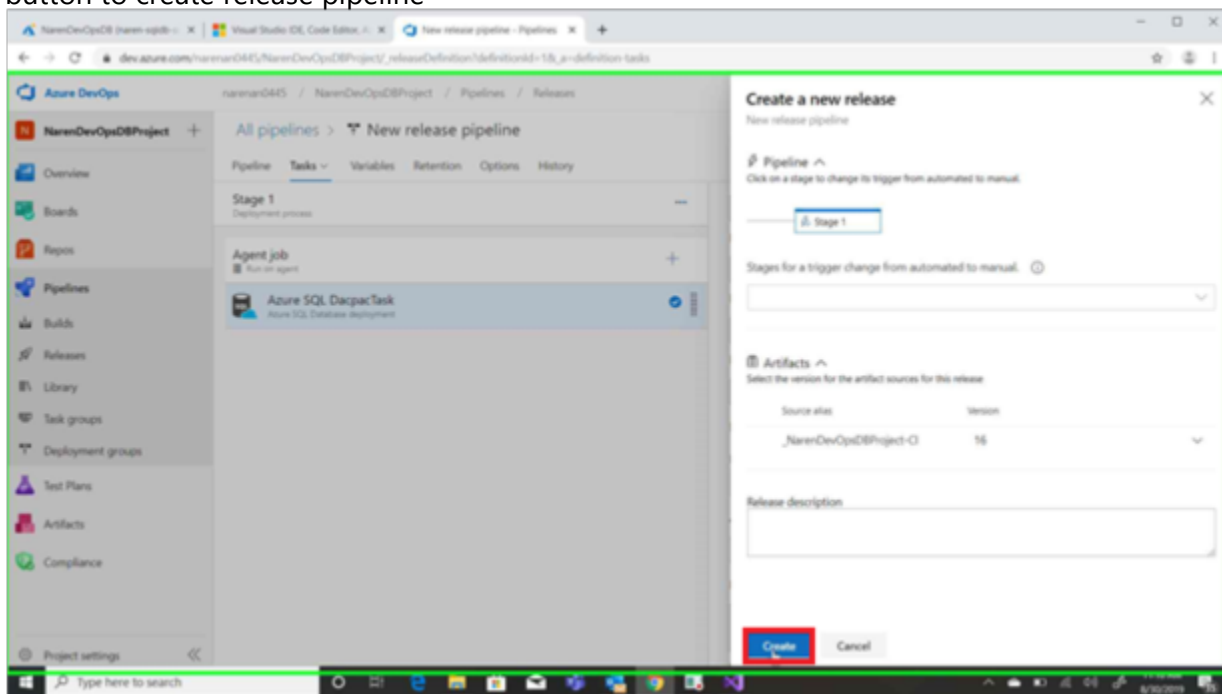 button to create release pipeline
NarenDevOpsDB (naren-sqldb-
Visual Studio IDE, Code Editor,
New release pipeline - Pipelines
dev.azure.com/narenan0445/NarenDevOpsDBProject/_releaseDefinition?definitionId=1&_a=definition-tasks
Azure DevOps
narenan0445 / NarenDevOpsDBProject / Pipelines / Releases
N NarenDevOpsDBProject
All pipelines > New release pipeline
Pipeline Tasks Variables Retention Options History
Overview
Boards
Repos
Pipelines
Builds
Releases
Library
Task groups
Deployment groups
Test Plans
Artifacts
Compliance
Project settings
Stage 1
Deployment process
Agent job
Run on agent
Azure SQL DacpacTask
Azure SQL Database deployment
Create a new release
New release pipeline
Pipeline
Click on a stage to change its trigger from automated to manual.
Stage 1
Stages for a trigger change from automated to manual.
Artifacts
Select the version for the artifact sources for this release
Source alias Version
_NarenDevOpsDBProject-CI 16
Release description
Create Cancel
Type here to search
8/30/2019